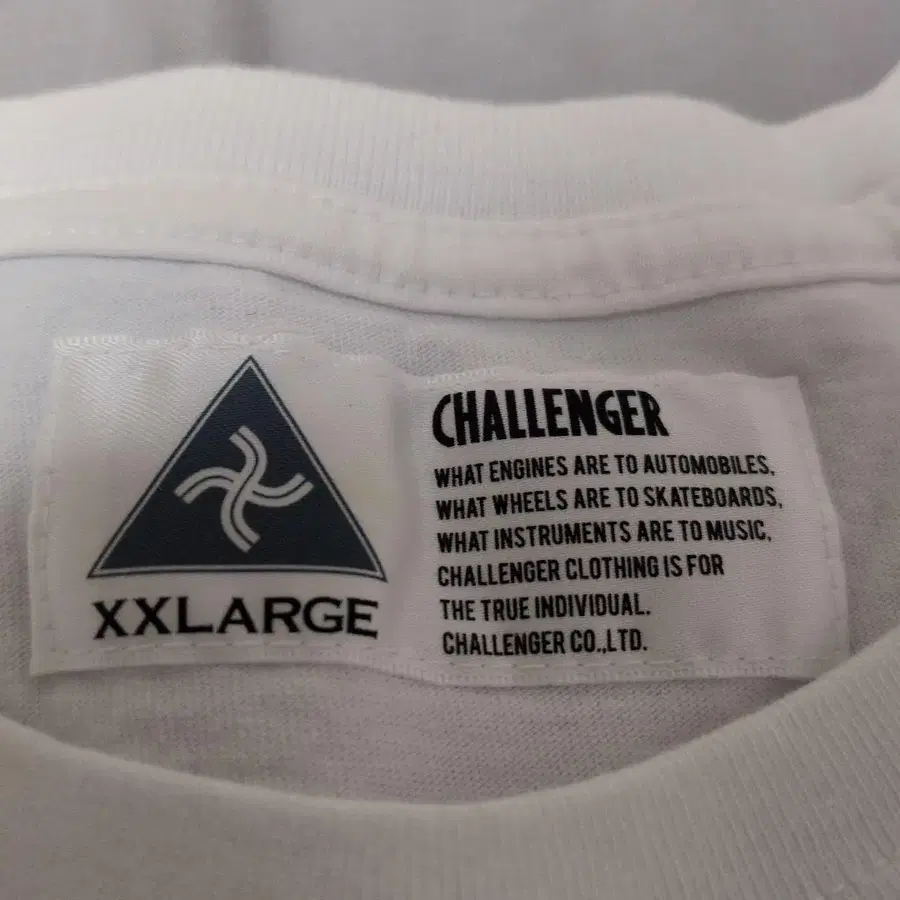 XXLARGE
CHALLENGER
WHAT ENGINES ARE TO AUTOMOBILES,
WHAT WHEELS ARE TO SKATEBOARDS,
WHAT INSTRUMENTS ARE TO MUSIC,
CHALLENGER CLOTHING IS FOR
THE TRUE INDIVIDUAL.
CHALLENGER CO.,LTD.